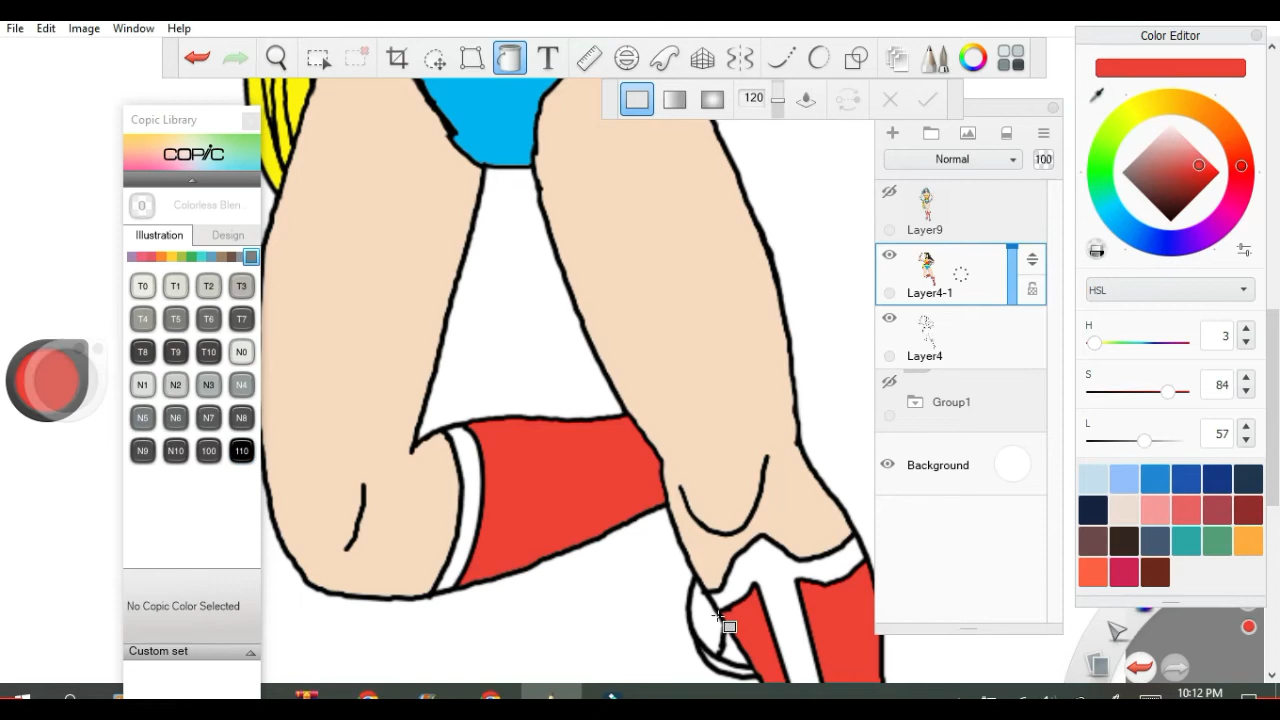 File Edit Image Window Help
Color Editor
T
120
Copic Library
COPIC
0 Colorless Blen...
Illustration Design
T0 T1 T2 T3
T4 T5 T6 T7
T8 T9 T10 N0
N1 N2 N3 N4
N5 N6 N7 N8
N9 N10 100 110
No Copic Color Selected
Custom set
Normal 100
Layer9
Layer4-1
Layer4
Group1
Background
HSL
H 3
S 84
L 57
10:12 PM